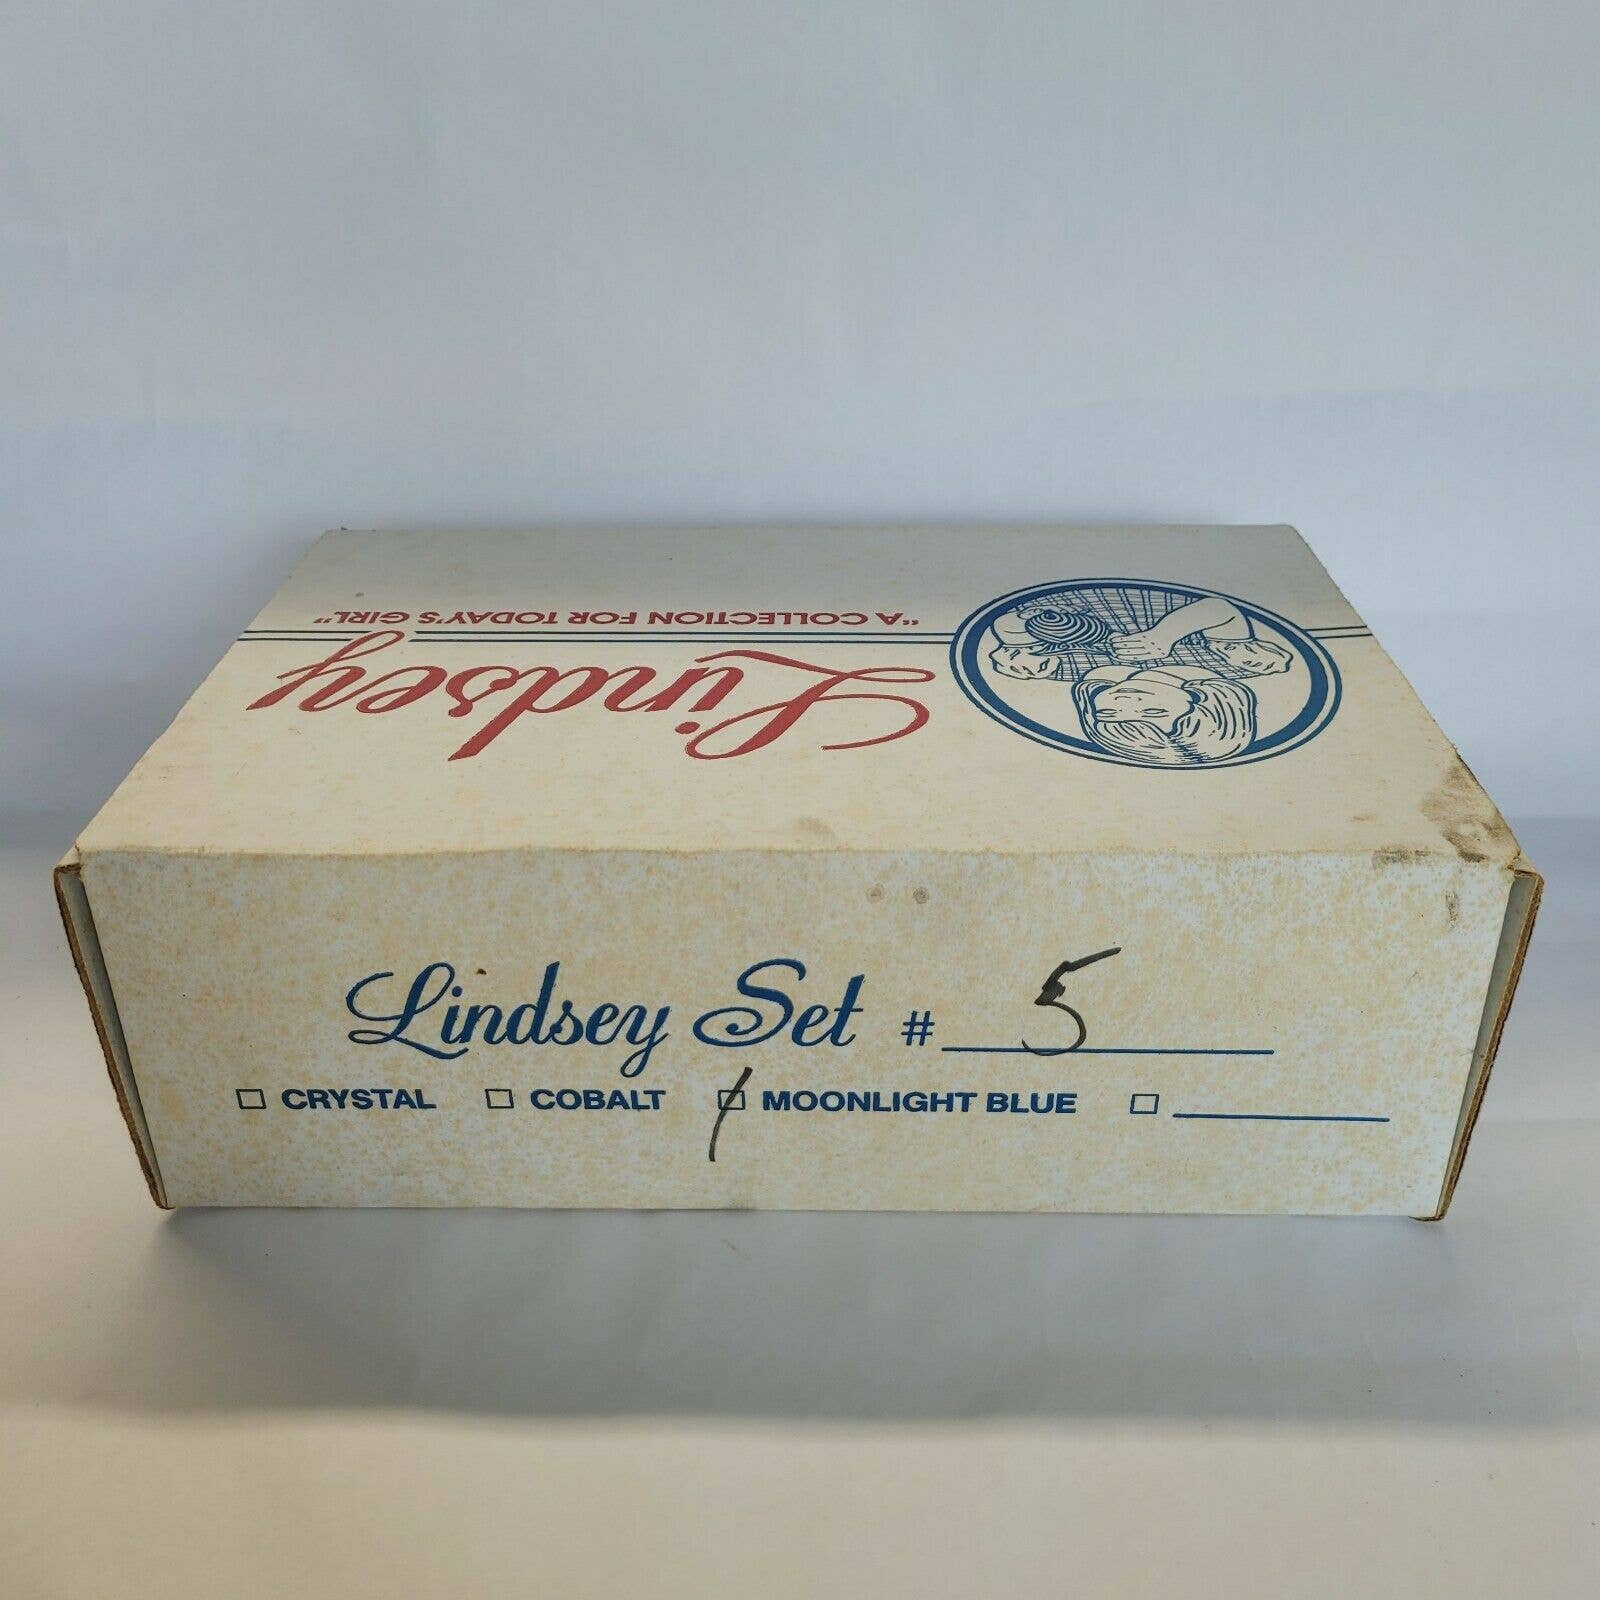 "A COLLECTION FOR TODAY'S GIRL"
Lindsey
Lindsey Set # 5
CRYSTAL COBALT MOONLIGHT BLUE